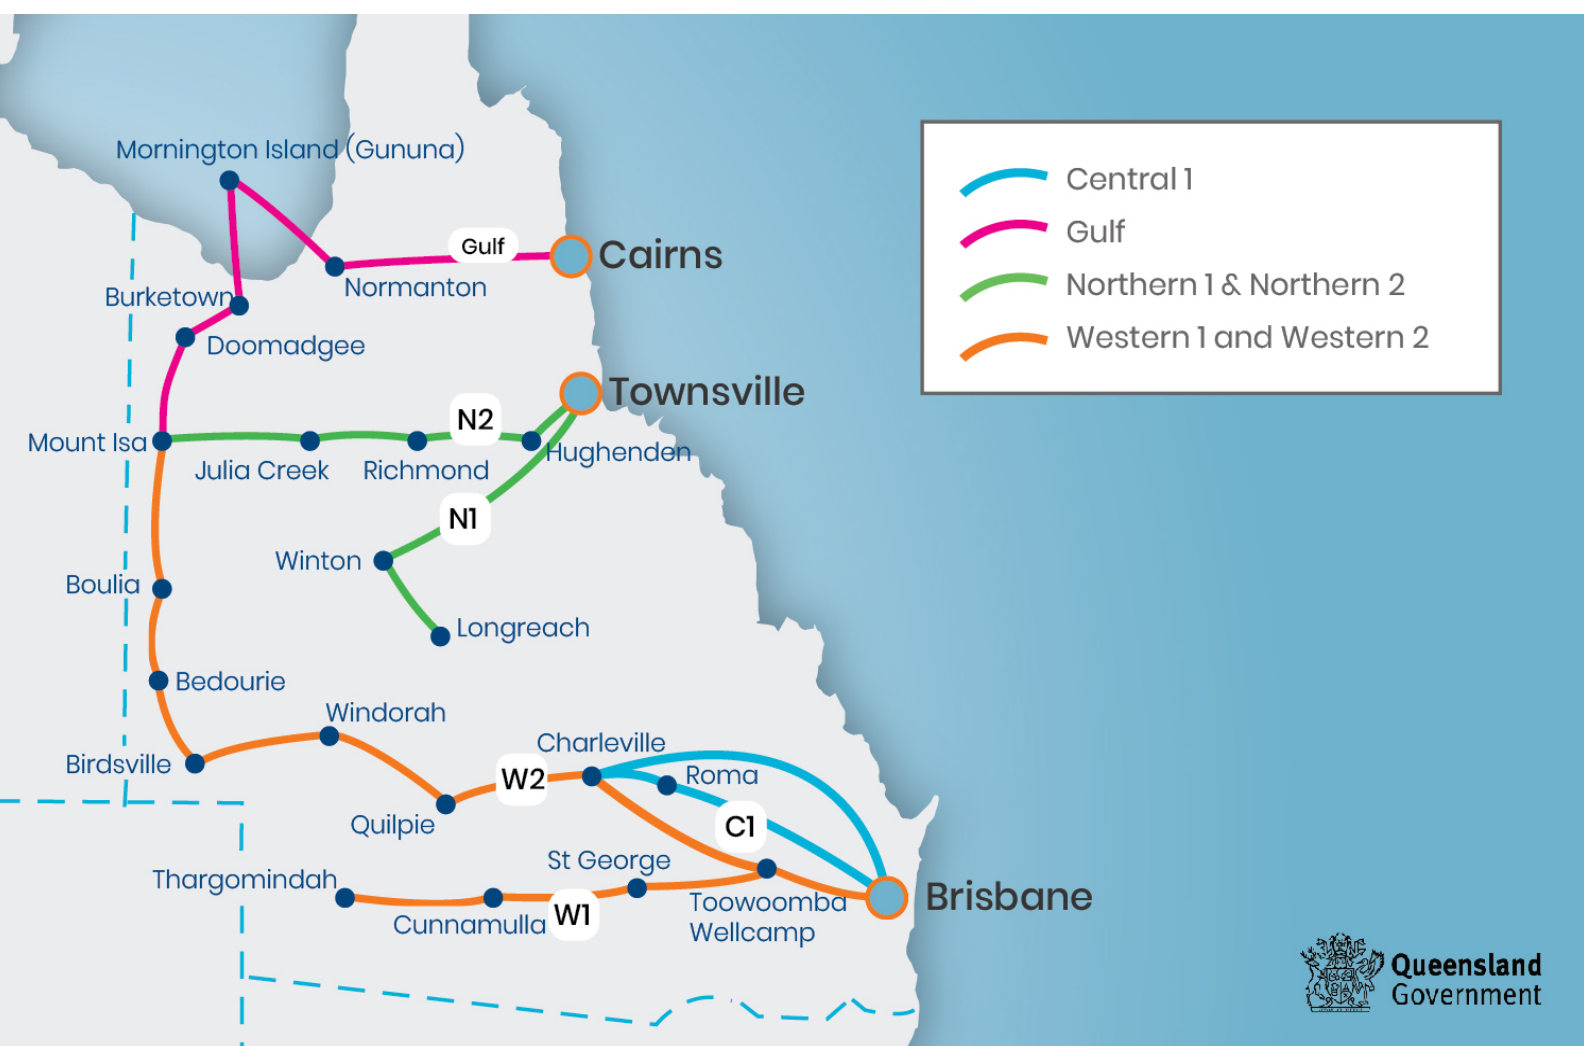 Mornington Island (Gununa)
Gulf
Cairns
Normanton
Burketown
Doomadgee
Townsville
N2
Mount Isa
Julia Creek
Richmond
Hughenden
N1
Winton
Boulia
Longreach
Bedourie
Windorah
Birdsville
Charleville
W2
Roma
Quilpie
C1
St George
Thargomindah
Cunnamulla
W1
Toowoomba
Wellcamp
Brisbane
Central 1
Gulf
Northern 1 & Northern 2
Western 1 and Western 2
Queensland
Government